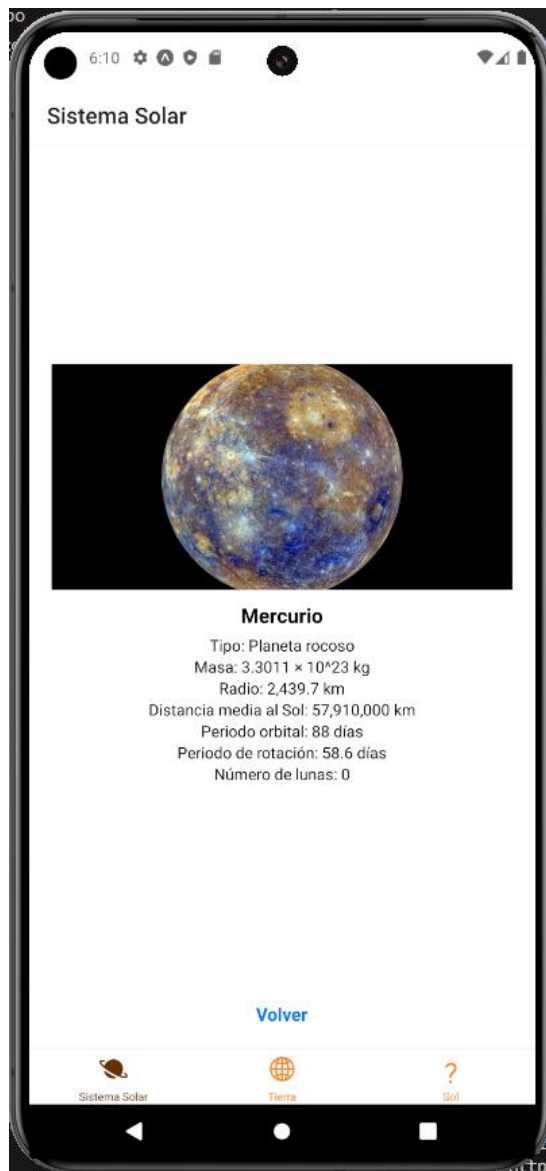 6:10
Sistema Solar
Mercurio
Tipo: Planeta rocoso
Masa: 3.3011 × 10^23 kg
Radio: 2,439.7 km
Distancia media al Sol: 57,910,000 km
Periodo orbital: 88 días
Periodo de rotación: 58.6 días
Número de lunas: 0
Volver
Sistema Solar
Tierra
?
Sol